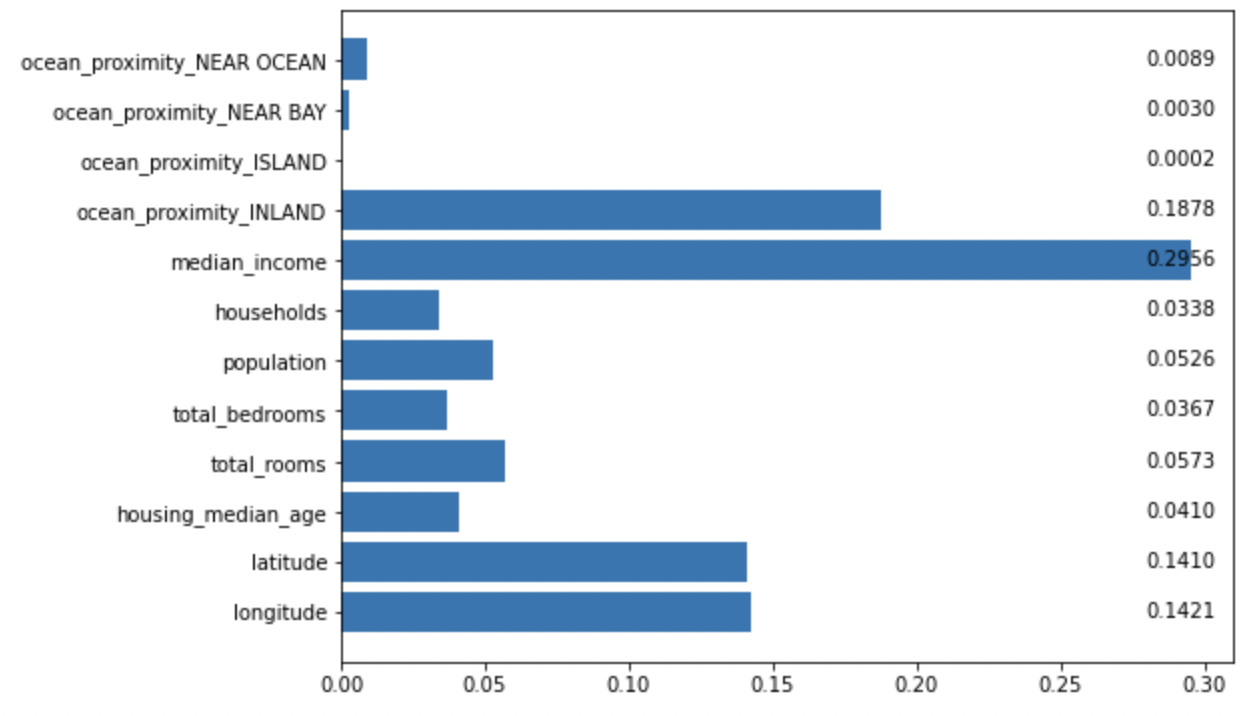 ocean_proximity_NEAR OCEAN 0.0089
ocean_proximity_NEAR BAY 0.0030
ocean_proximity_ISLAND 0.0002
ocean_proximity_INLAND 0.1878
median_income 0.2956
households 0.0338
population 0.0526
total_bedrooms 0.0367
total_rooms 0.0573
housing_median_age 0.0410
latitude 0.1410
longitude 0.1421
0.00 0.05 0.10 0.15 0.20 0.25 0.30